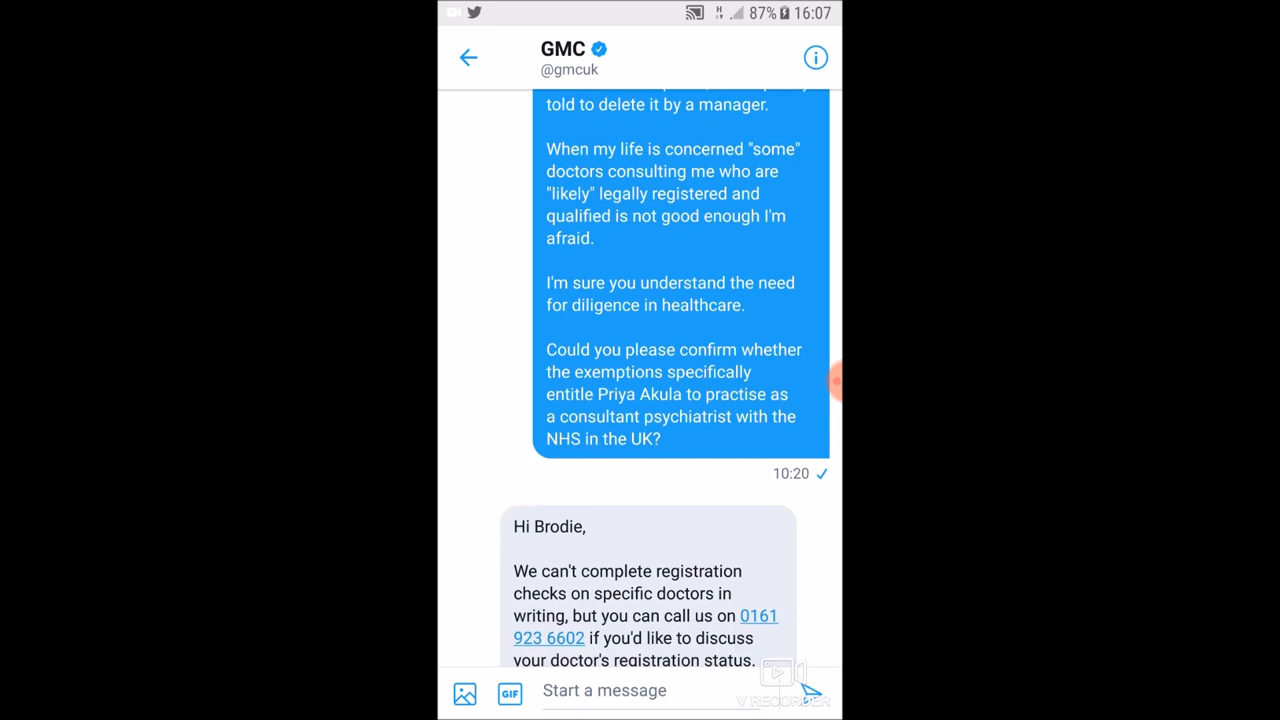 87% 16:07
GMC
@gmcuk
told to delete it by a manager.
When my life is concerned "some"
doctors consulting me who are
"likely" legally registered and
qualified is not good enough I'm
afraid.
I'm sure you understand the need
for diligence in healthcare.
Could you please confirm whether
the exemptions specifically
entitle Priya Akula to practise as
a consultant psychiatrist with the
NHS in the UK?
10:20
Hi Brodie,
We can't complete registration
checks on specific doctors in
writing, but you can call us on 0161
923 6602 if you'd like to discuss
your doctor's registration status.
GIF
Start a message
V RECORDER